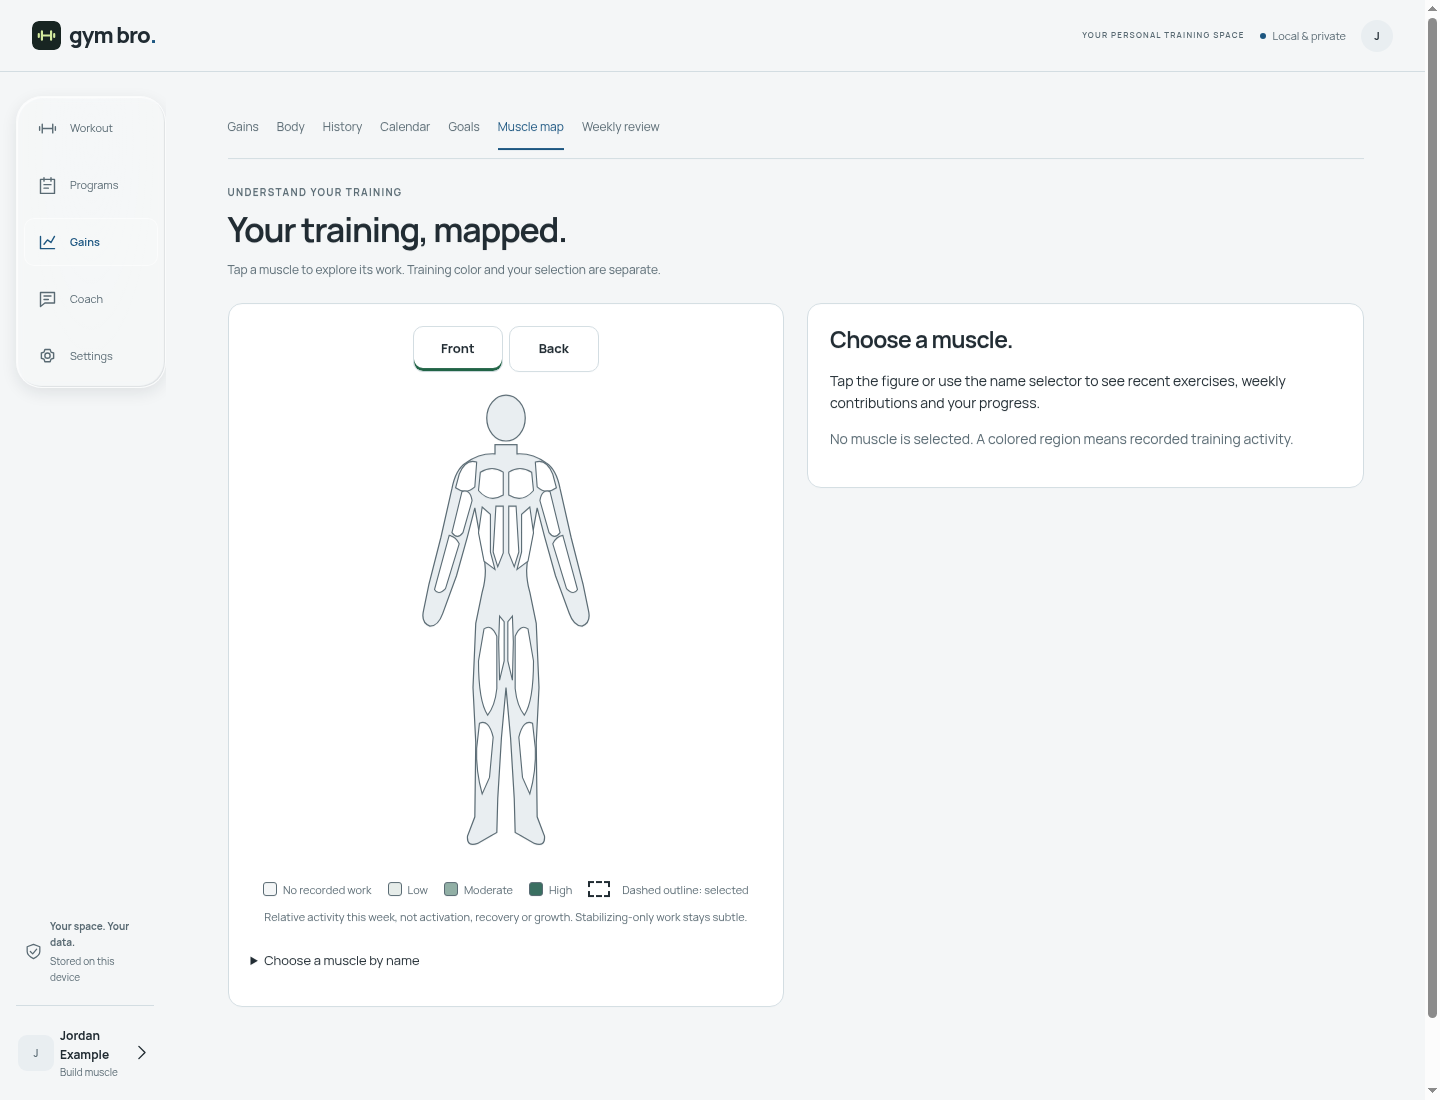 gym bro.
YOUR PERSONAL TRAINING SPACE
Local & private
J
Workout
Programs
Gains
Coach
Settings
Gains
Body
History
Calendar
Goals
Muscle map
Weekly review
UNDERSTAND YOUR TRAINING
Your training, mapped.
Tap a muscle to explore its work. Training color and your selection are separate.
Front
Back
No recorded work
Low
Moderate
High
Dashed outline: selected
Relative activity this week, not activation, recovery or growth. Stabilizing-only work stays subtle.
Choose a muscle by name
Choose a muscle.
Tap the figure or use the name selector to see recent exercises, weekly
contributions and your progress.
No muscle is selected. A colored region means recorded training activity.
Your space. Your
data.
Stored on this
device
J
Jordan
Example
Build muscle